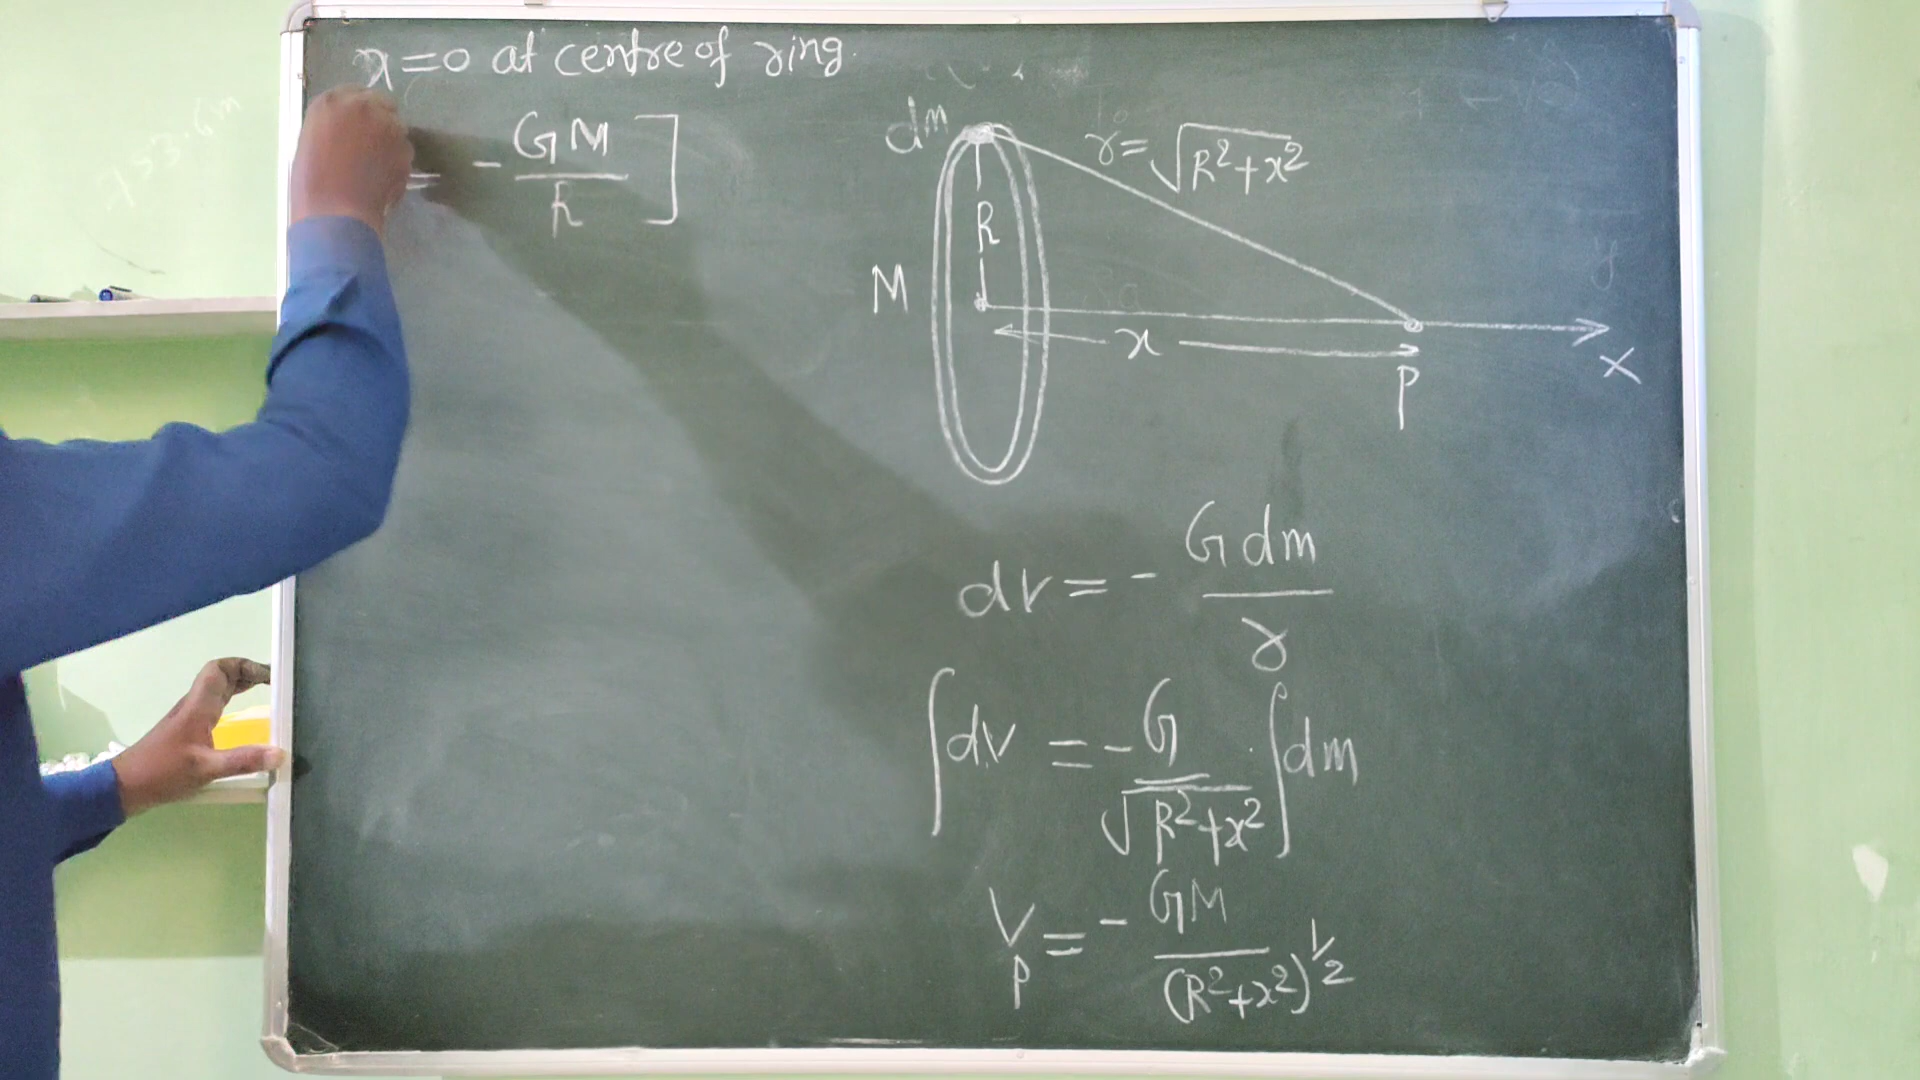 x=0 at centre of ring.
= - GM/R ]
dm
r = √R²+x²
R
M
x
X
P
dv = - G dm / r
∫dv = - G/√R²+x² . ∫dm
V_P = - GM/(R²+x²)^1/2